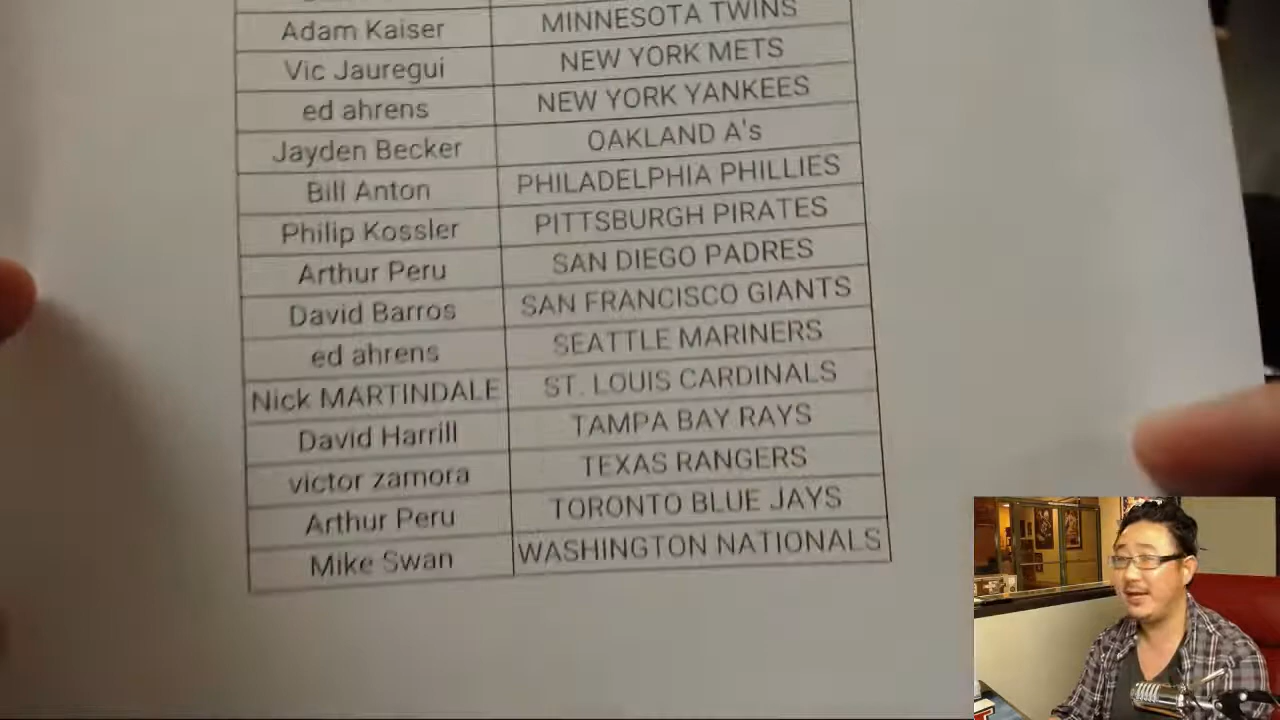 Adam Kaiser MINNESOTA TWINS
Vic Jauregui NEW YORK METS
ed ahrens NEW YORK YANKEES
Jayden Becker OAKLAND A's
Bill Anton PHILADELPHIA PHILLIES
Philip Kossler PITTSBURGH PIRATES
Arthur Peru SAN DIEGO PADRES
David Barros SAN FRANCISCO GIANTS
ed ahrens SEATTLE MARINERS
Nick MARTINDALE ST. LOUIS CARDINALS
David Harrill TAMPA BAY RAYS
victor zamora TEXAS RANGERS
Arthur Peru TORONTO BLUE JAYS
Mike Swan WASHINGTON NATIONALS